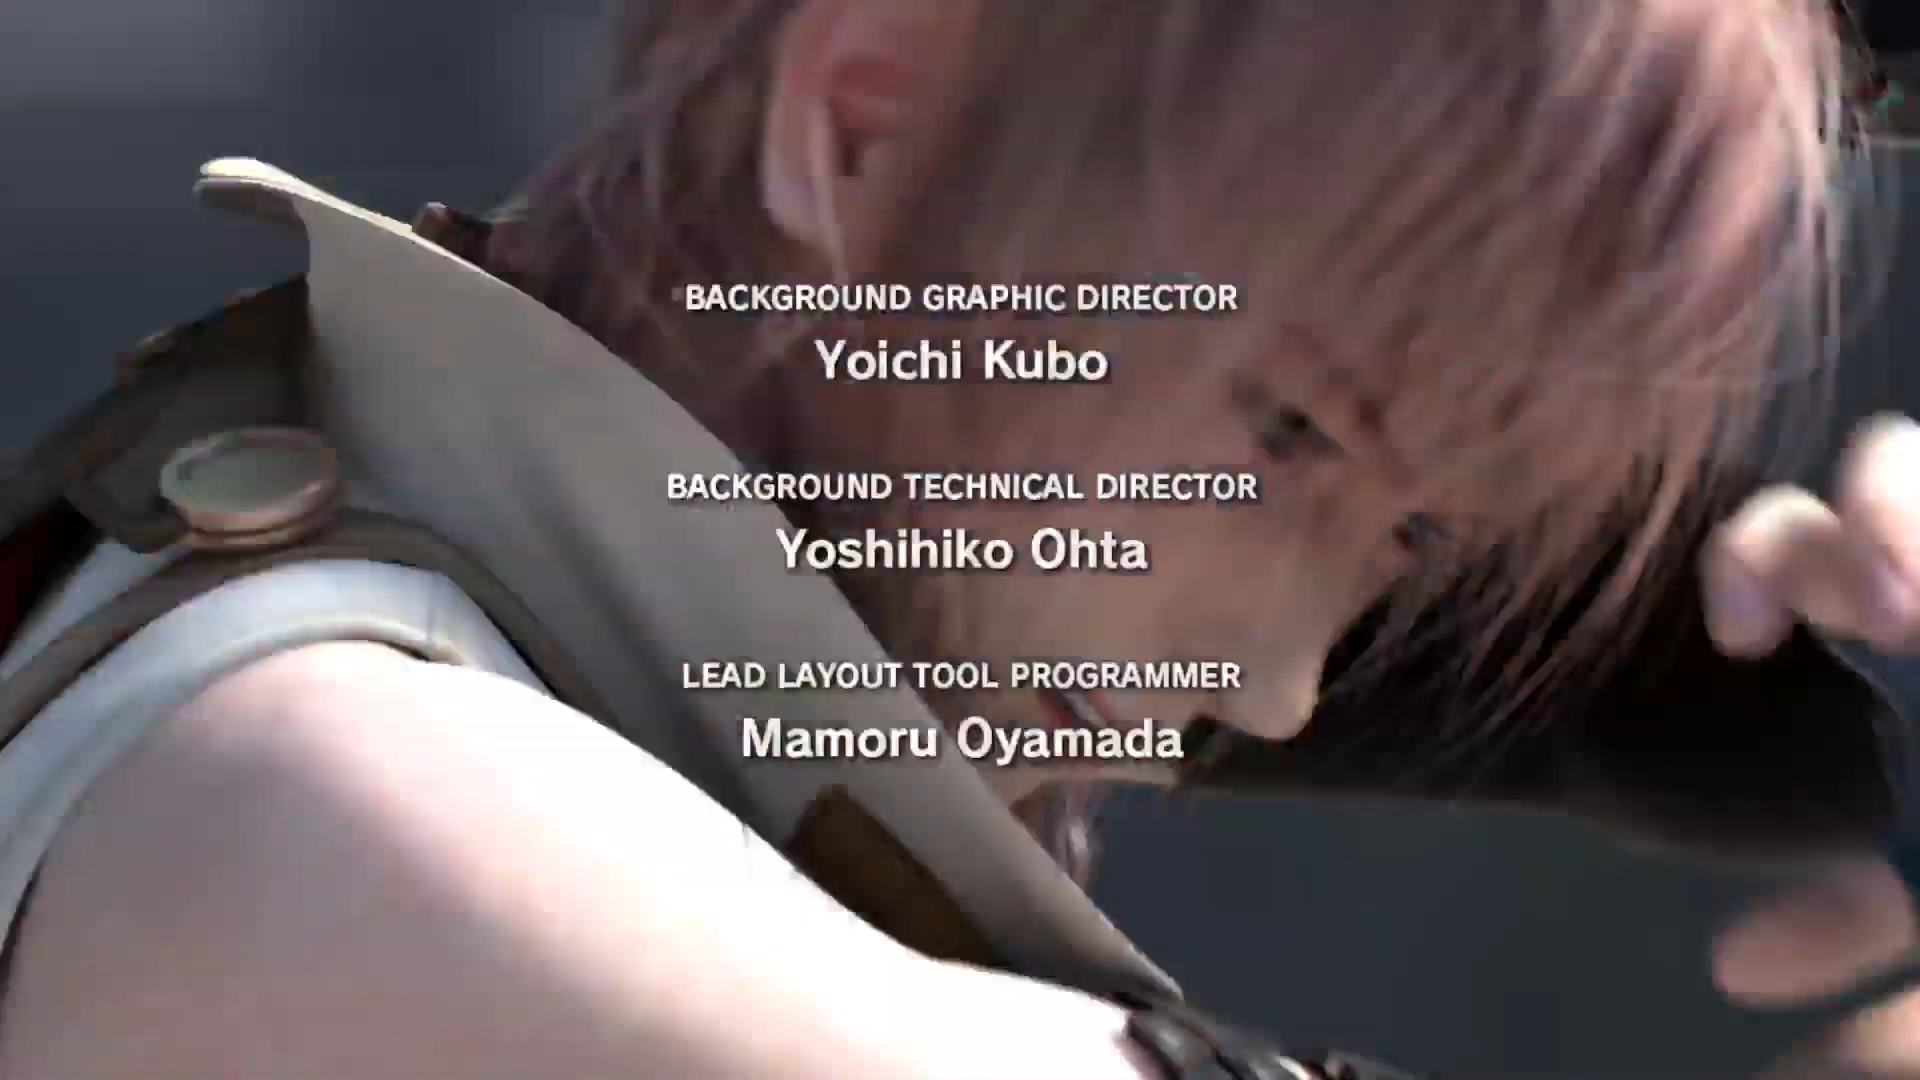 BACKGROUND GRAPHIC DIRECTOR
Yoichi Kubo
BACKGROUND TECHNICAL DIRECTOR
Yoshihiko Ohta
LEAD LAYOUT TOOL PROGRAMMER
Mamoru Oyamada